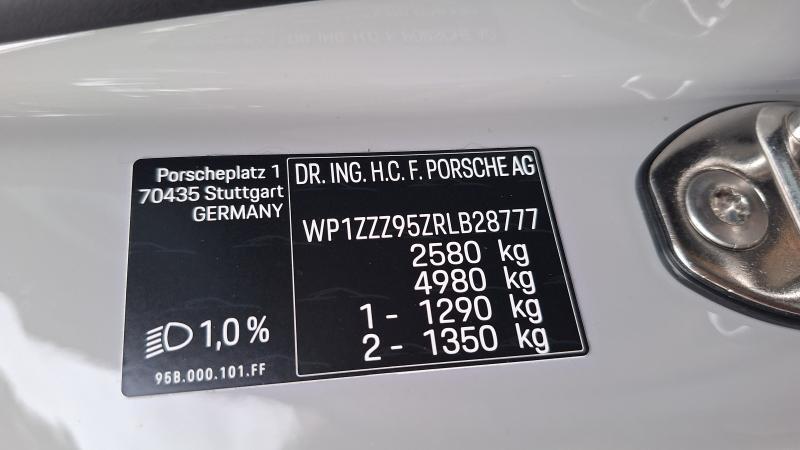 Porscheplatz 1
70435 Stuttgart
GERMANY
1,0 %
95B.000.101.FF
DR. ING. H.C. F. PORSCHE AG
WP1ZZZ95ZRLB28777
2580 kg
4980 kg
1 - 1290 kg
2 - 1350 kg